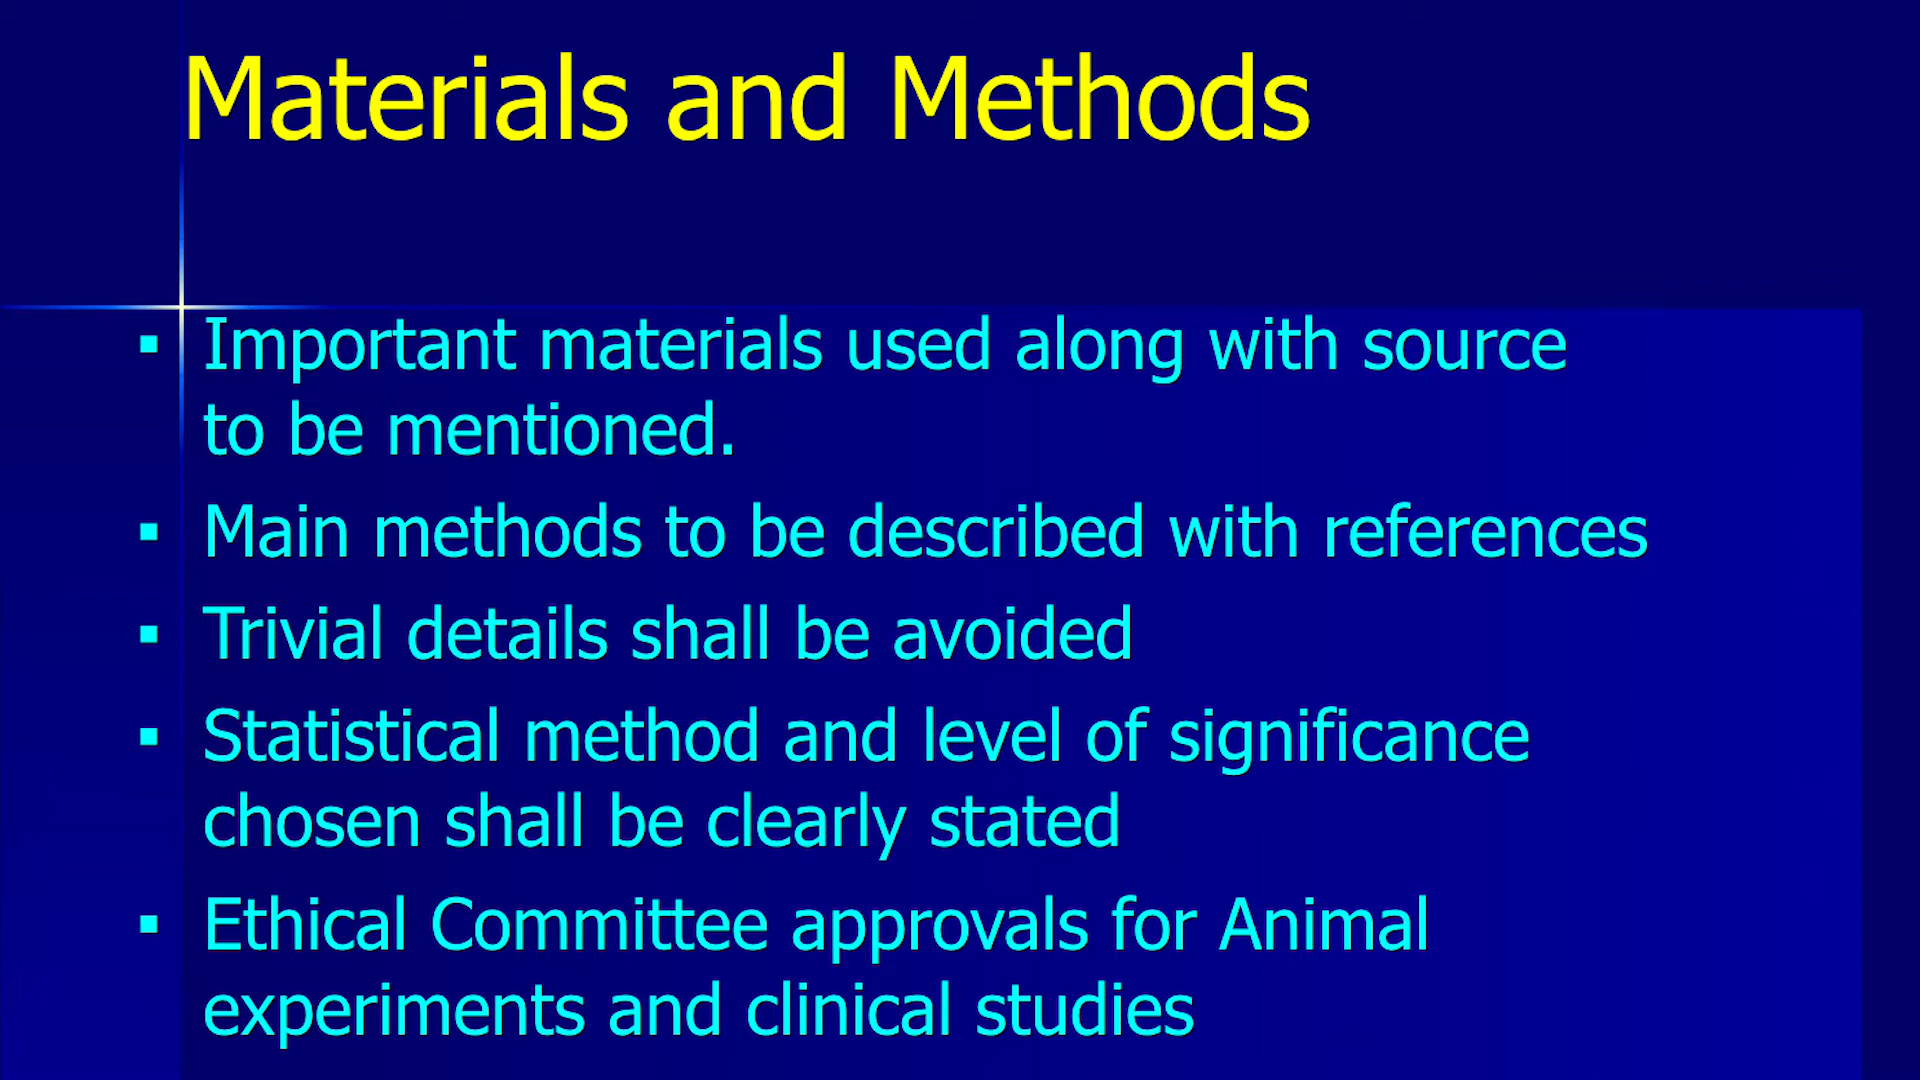 Materials and Methods
▪ Important materials used along with source
to be mentioned.
▪ Main methods to be described with references
▪ Trivial details shall be avoided
▪ Statistical method and level of significance
chosen shall be clearly stated
▪ Ethical Committee approvals for Animal
experiments and clinical studies